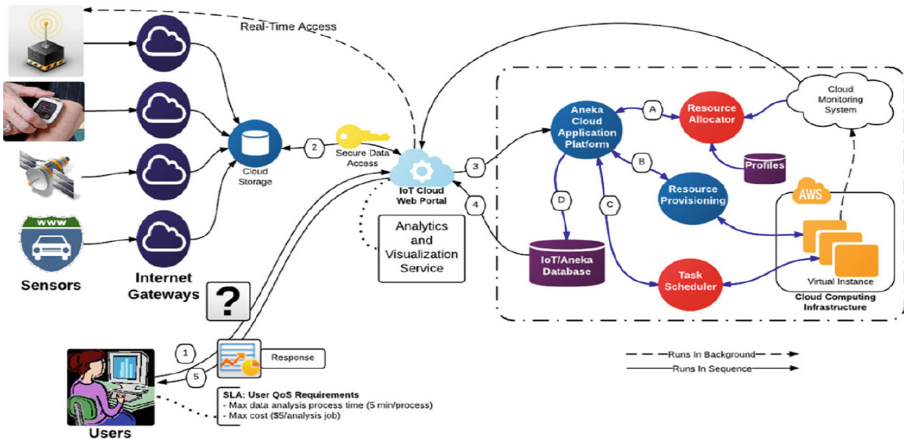 Real-Time Access
WWW
Sensors
Internet
Gateways
Cloud
Storage
2
Secure Data
Access
IoT Cloud
Web Portal
Analytics
and
Visualization
Service
3
4
Aneka
Cloud
Application
Platform
A
Resource
Allocator
Cloud
Monitoring
System
B
Profiles
Resource
Provisioning
C
D
AWS
IoT/Aneka
Database
Task
Scheduler
Virtual Instance
Cloud Computing
Infrastructure
?
1
5
Response
Runs In Background
Runs In Sequence
SLA: User QoS Requirements
- Max data analysis process time (5 min/process)
- Max cost ($5/analysis job)
Users